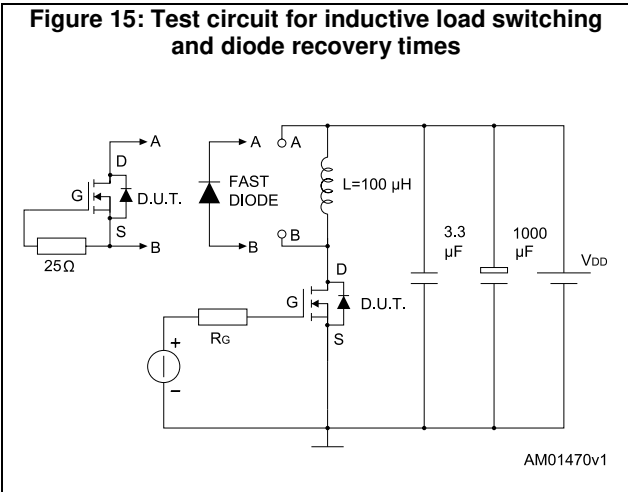 Figure 15: Test circuit for inductive load switching
and diode recovery times
A
D
G
D.U.T.
S
B
25Ω
A
FAST
DIODE
B
A
B
L=100 µH
D
G
D.U.T.
S
RG
+
−
3.3
µF
1000
µF
VDD
AM01470v1